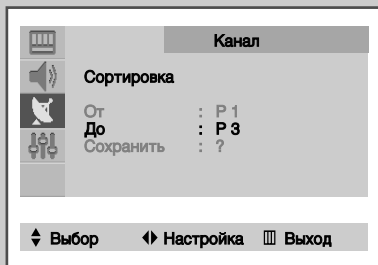 Канал
Сортировка
От : P 1
До : P 3
Сохранить : ?
Выбор Настройка Выход